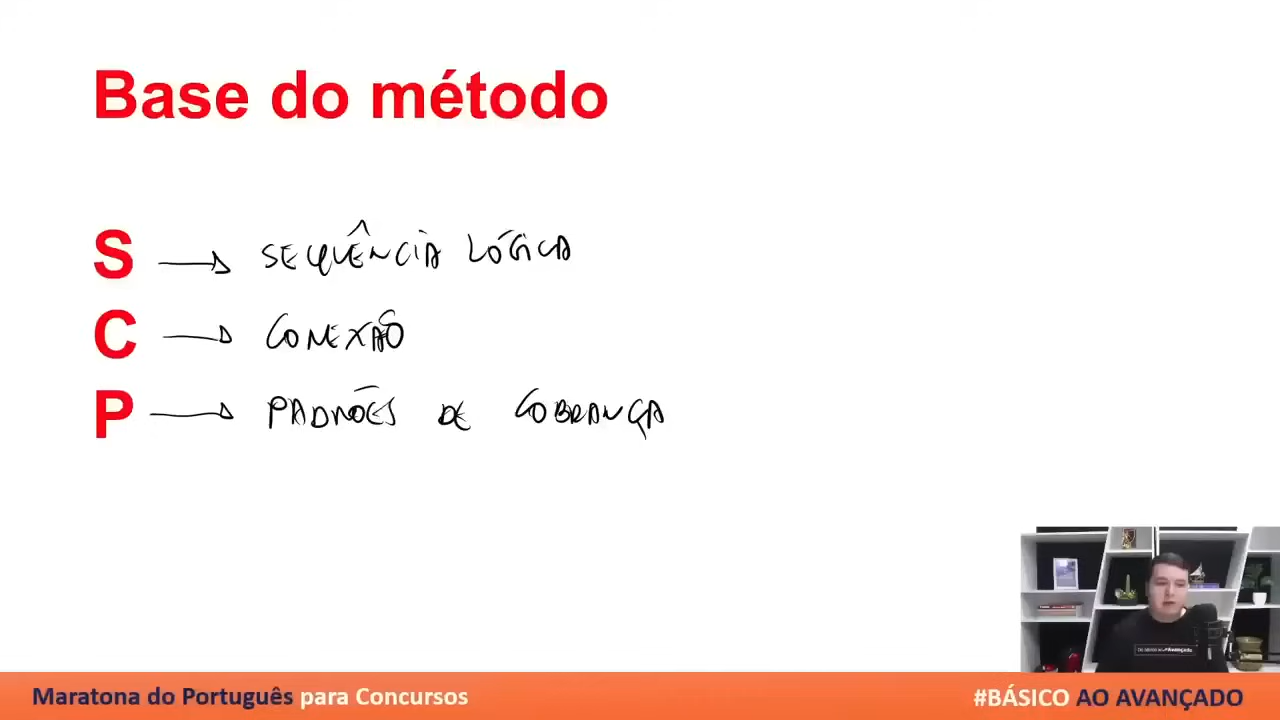 Base do método
S → SEQUÊNCIA LÓGICA
C → CONEXÃO
P → PADRÕES DE COBRANÇA
Maratona do Português para Concursos
#BÁSICO AO AVANÇADO